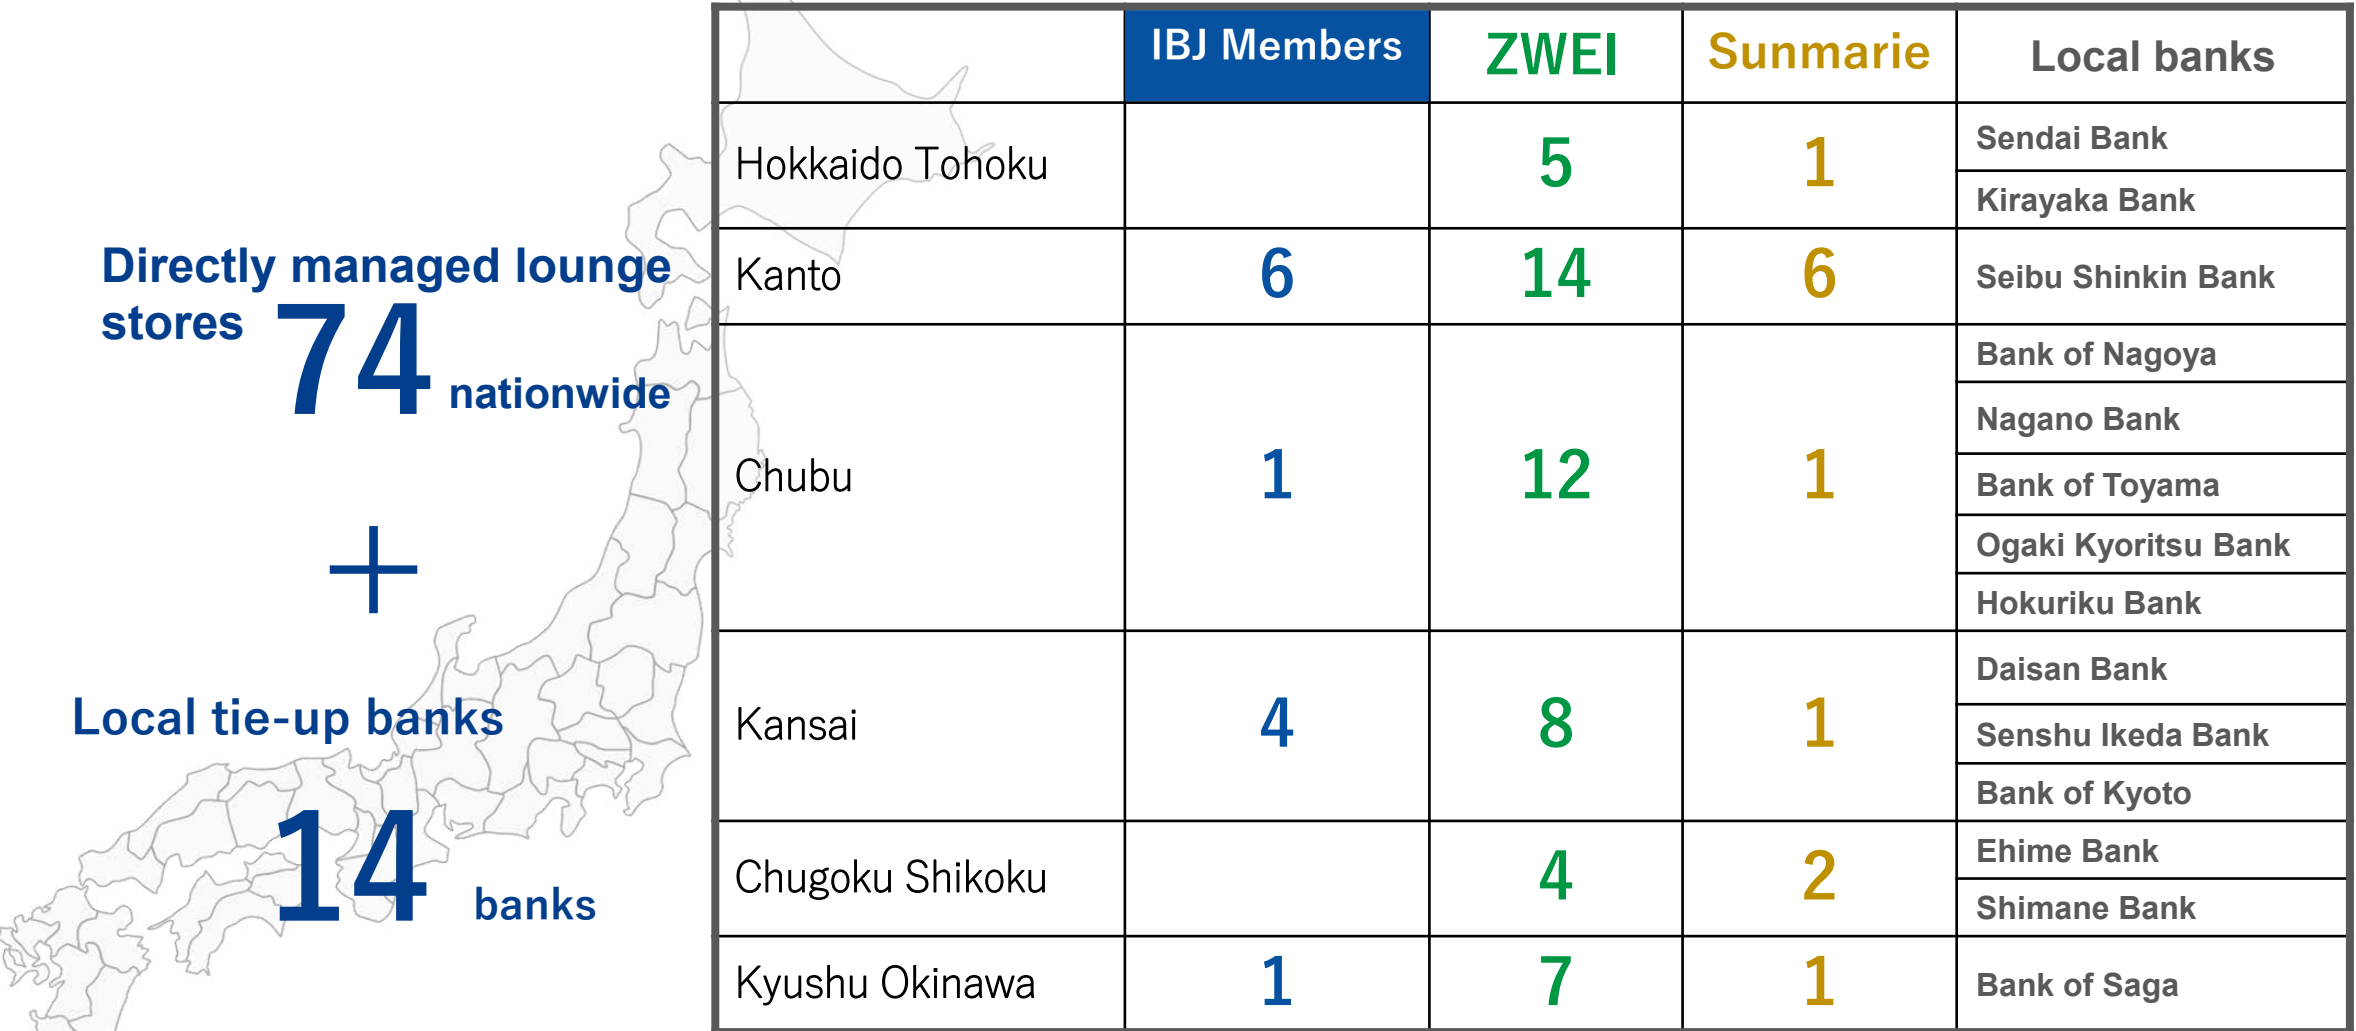 Directly managed lounge
stores 74 nationwide
+
Local tie-up banks
14 banks
IBJ Members ZWEI Sunmarie Local banks
Hokkaido Tohoku 5 1 Sendai Bank
Kirayaka Bank
Kanto 6 14 6 Seibu Shinkin Bank
Chubu 1 12 1 Bank of Nagoya
Nagano Bank
Bank of Toyama
Ogaki Kyoritsu Bank
Hokuriku Bank
Kansai 4 8 1 Daisan Bank
Senshu Ikeda Bank
Bank of Kyoto
Chugoku Shikoku 4 2 Ehime Bank
Shimane Bank
Kyushu Okinawa 1 7 1 Bank of Saga